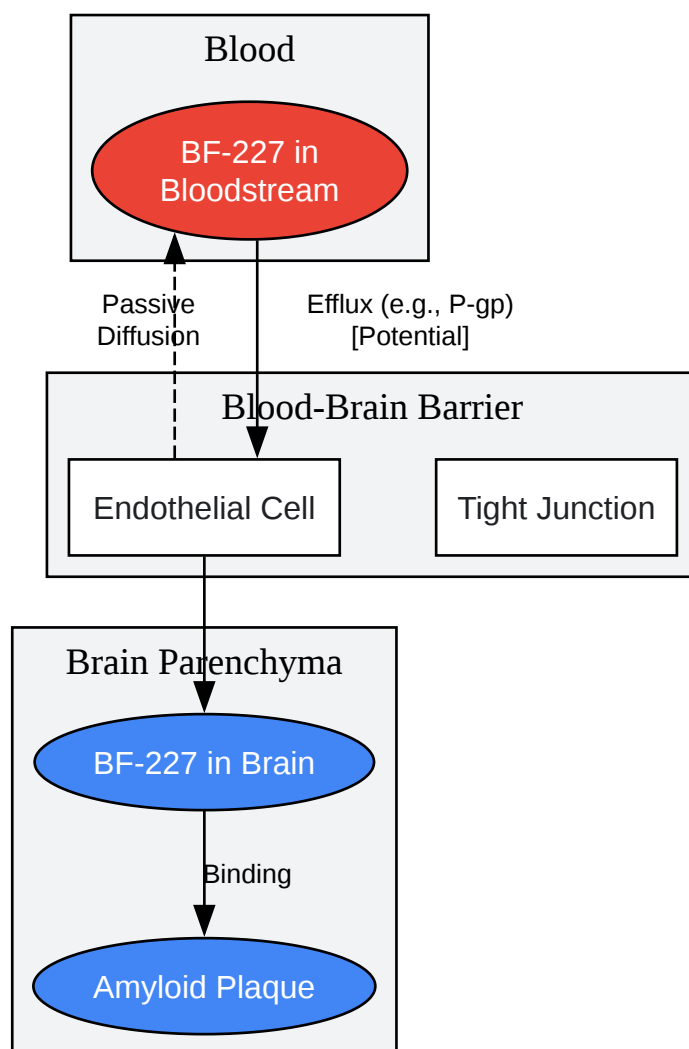 Blood
BF-227 in
Bloodstream
Passive
Diffusion
Efflux (e.g., P-gp)
[Potential]
Blood-Brain Barrier
Endothelial Cell
Tight Junction
Brain Parenchyma
BF-227 in Brain
Binding
Amyloid Plaque